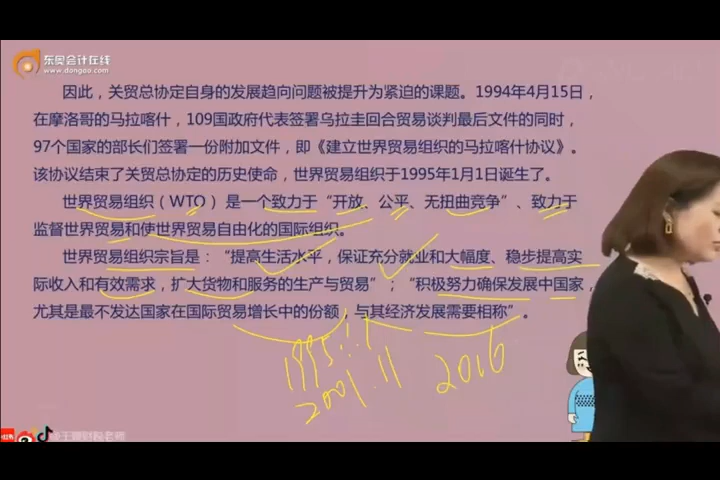 东奥会计在线
www.dongao.com
因此，关贸总协定自身的发展趋向问题被提升为紧迫的课题。1994年4月15日，
在摩洛哥的马拉喀什，109国政府代表签署乌拉圭回合贸易谈判最后文件的同时，
97个国家的部长们签署一份附加文件，即《建立世界贸易组织的马拉喀什协议》。
该协议结束了关贸总协定的历史使命，世界贸易组织于1995年1月1日诞生了。
世界贸易组织（WTO）是一个致力于“开放、公平、无扭曲竞争”、致力于
监督世界贸易和使世界贸易自由化的国际组织。
世界贸易组织宗旨是：“提高生活水平，保证充分就业和大幅度、稳步提高实
际收入和有效需求，扩大货物和服务的生产与贸易”；“积极努力确保发展中国家，
尤其是最不发达国家在国际贸易增长中的份额，与其经济发展需要相称”。
1995.1.1
2001.11 2016